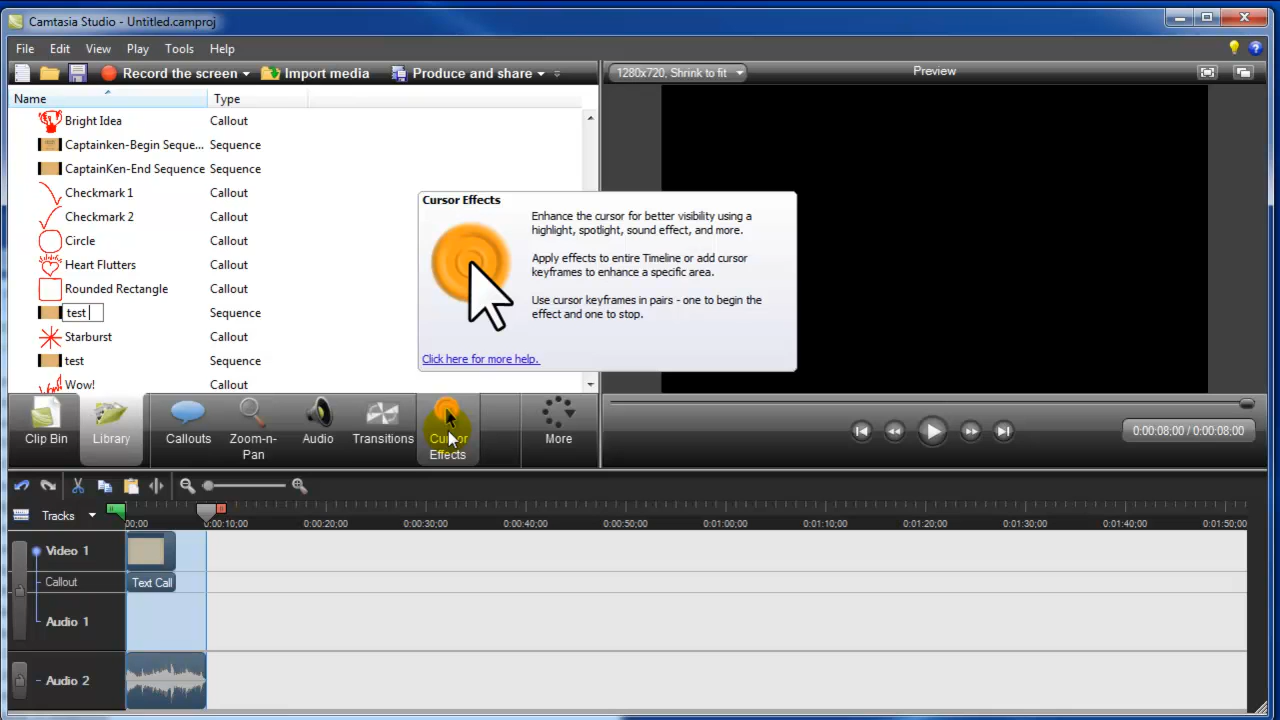 Camtasia Studio - Untitled.camproj
File Edit View Play Tools Help
Record the screen Import media Produce and share
1280x720, Shrink to fit Preview
Name Type
Bright Idea Callout
Captainken-Begin Seque... Sequence
CaptainKen-End Sequence Sequence
Checkmark 1 Callout
Checkmark 2 Callout
Circle Callout
Heart Flutters Callout
Rounded Rectangle Callout
test Sequence
Starburst Callout
test Sequence
Wow! Callout
Cursor Effects
Enhance the cursor for better visibility using a
highlight, spotlight, sound effect, and more.
Apply effects to entire Timeline or add cursor
keyframes to enhance a specific area.
Use cursor keyframes in pairs - one to begin the
effect and one to stop.
Click here for more help.
Clip Bin Library Callouts Zoom-n-
Pan Audio Transitions Cursor
Effects More
0:00:08;00 / 0:00:08;00
Tracks
00;00 0:00:10;00 0:00:20;00 0:00:30;00 0:00:40;00 0:00:50;00 0:01:00;00 0:01:10;00 0:01:20;00 0:01:30;00 0:01:40;00 0:01:50;00
Video 1
Callout Text Call
Audio 1
Audio 2